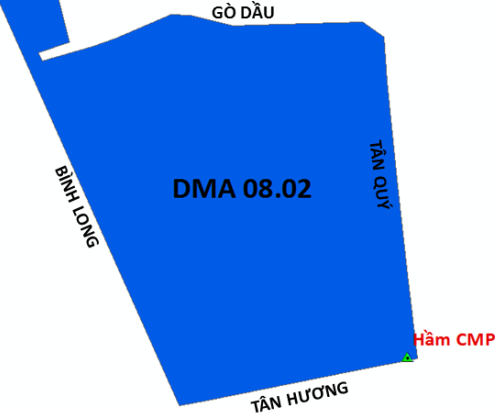 GÒ DẦU
TÂN QUÝ
BÌNH LONG
DMA 08.02
Hầm CMP
TÂN HƯƠNG